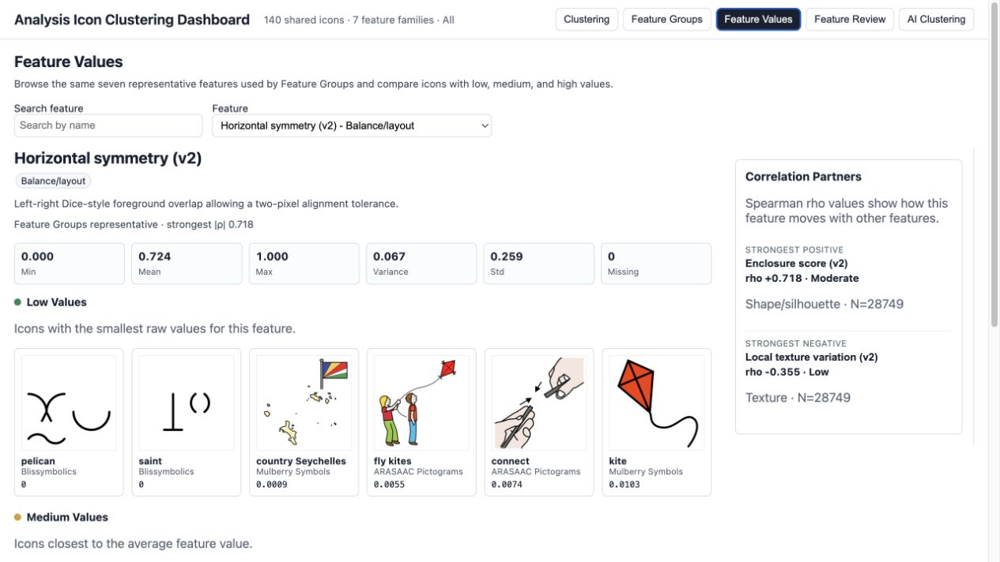 Analysis Icon Clustering Dashboard 140 shared icons · 7 feature families · All Clustering Feature Groups Feature Values Feature Review AI Clustering
Feature Values
Browse the same seven representative features used by Feature Groups and compare icons with low, medium, and high values.
Search feature Feature
Search by name Horizontal symmetry (v2) - Balance/layout
Horizontal symmetry (v2)
Balance/layout
Left-right Dice-style foreground overlap allowing a two-pixel alignment tolerance.
Feature Groups representative · strongest |ρ| 0.718
0.000 0.724 1.000 0.067 0.259 0
Min Mean Max Variance Std Missing
Low Values
Icons with the smallest raw values for this feature.
pelican saint country Seychelles fly kites connect kite
Blissymbolics Blissymbolics Mulberry Symbols ARASAAC Pictograms ARASAAC Pictograms Mulberry Symbols
0 0 0.0009 0.0055 0.0074 0.0103
Medium Values
Icons closest to the average feature value.
Correlation Partners
Spearman rho values show how this
feature moves with other features.
STRONGEST POSITIVE
Enclosure score (v2)
rho +0.718 · Moderate
Shape/silhouette · N=28749
STRONGEST NEGATIVE
Local texture variation (v2)
rho -0.355 · Low
Texture · N=28749